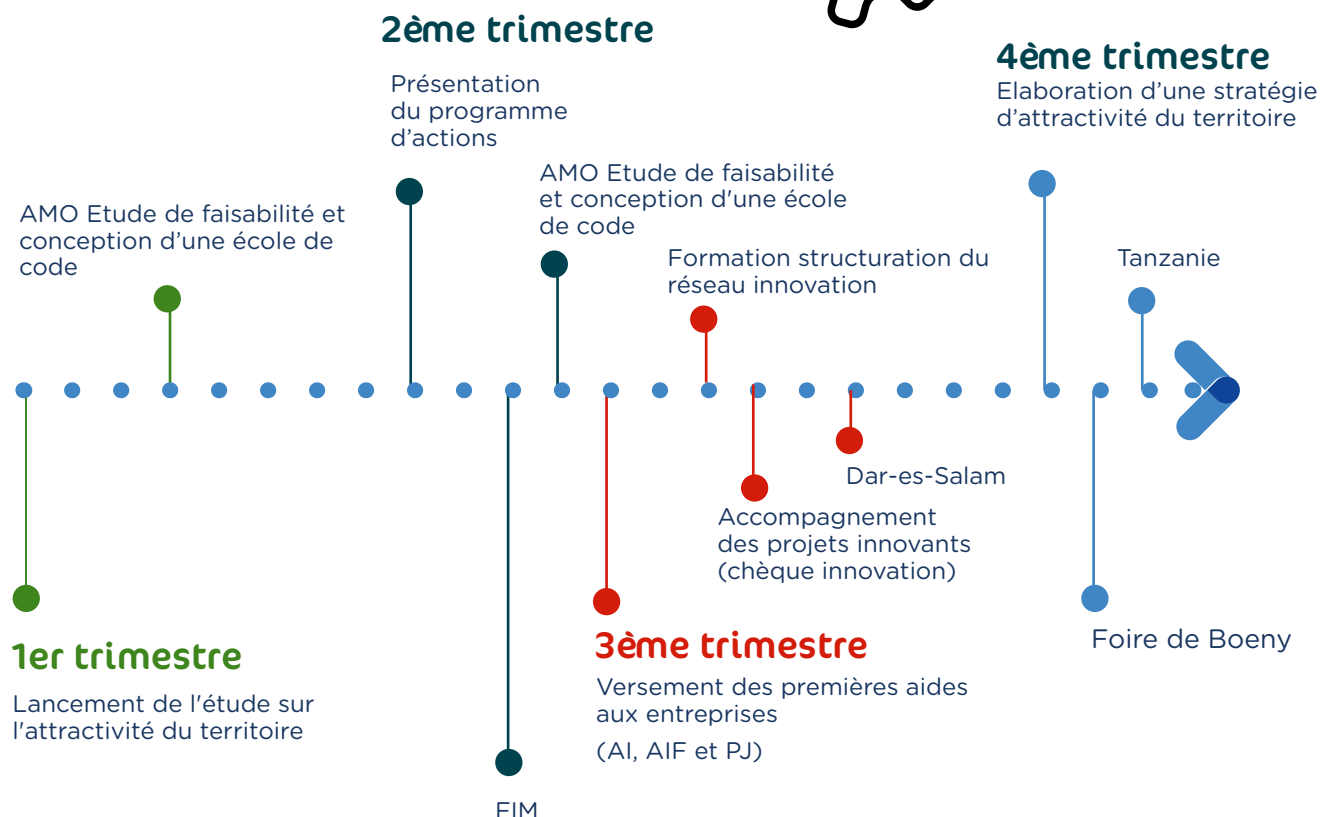 2ème trimestre
Présentation
du programme
d’actions
4ème trimestre
Elaboration d’une stratégie
d’attractivité du territoire
AMO Etude de faisabilité et
conception d’une école de
code
AMO Etude de faisabilité
et conception d'une école
de code
Formation structuration du
réseau innovation
Tanzanie
Dar-es-Salam
Accompagnement
des projets innovants
(chèque innovation)
1er trimestre
Lancement de l'étude sur
l'attractivité du territoire
3ème trimestre
Versement des premières aides
aux entreprises
(AI, AIF et PJ)
Foire de Boeny
FIM